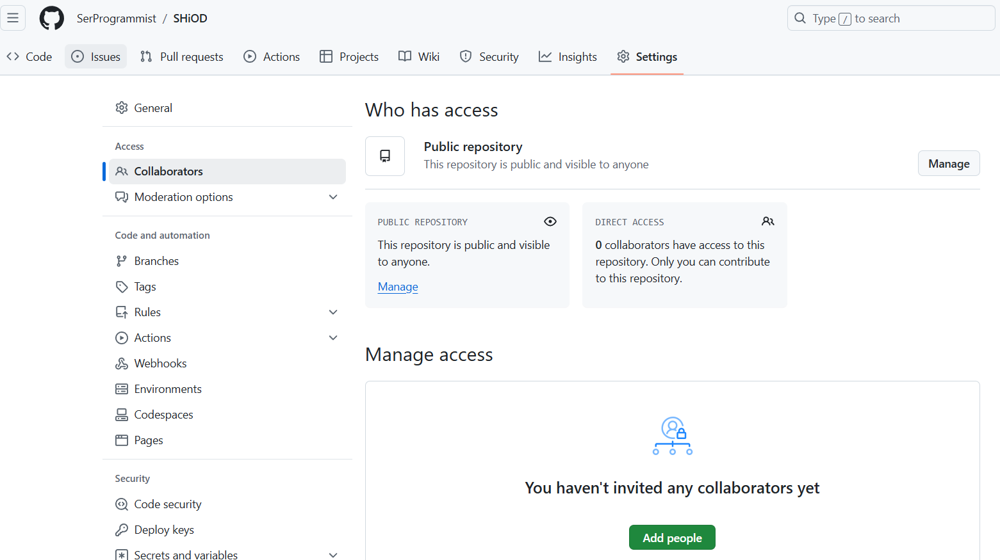 SerProgrammist / SHiOD
Type / to search
Code Issues Pull requests Actions Projects Wiki Security Insights Settings
General
Access
Collaborators
Moderation options
Code and automation
Branches
Tags
Rules
Actions
Webhooks
Environments
Codespaces
Pages
Security
Code security
Deploy keys
Secrets and variables
Who has access
Public repository
This repository is public and visible to anyone
Manage
PUBLIC REPOSITORY
This repository is public and visible
to anyone.
Manage
DIRECT ACCESS
0 collaborators have access to this
repository. Only you can contribute
to this repository.
Manage access
You haven't invited any collaborators yet
Add people